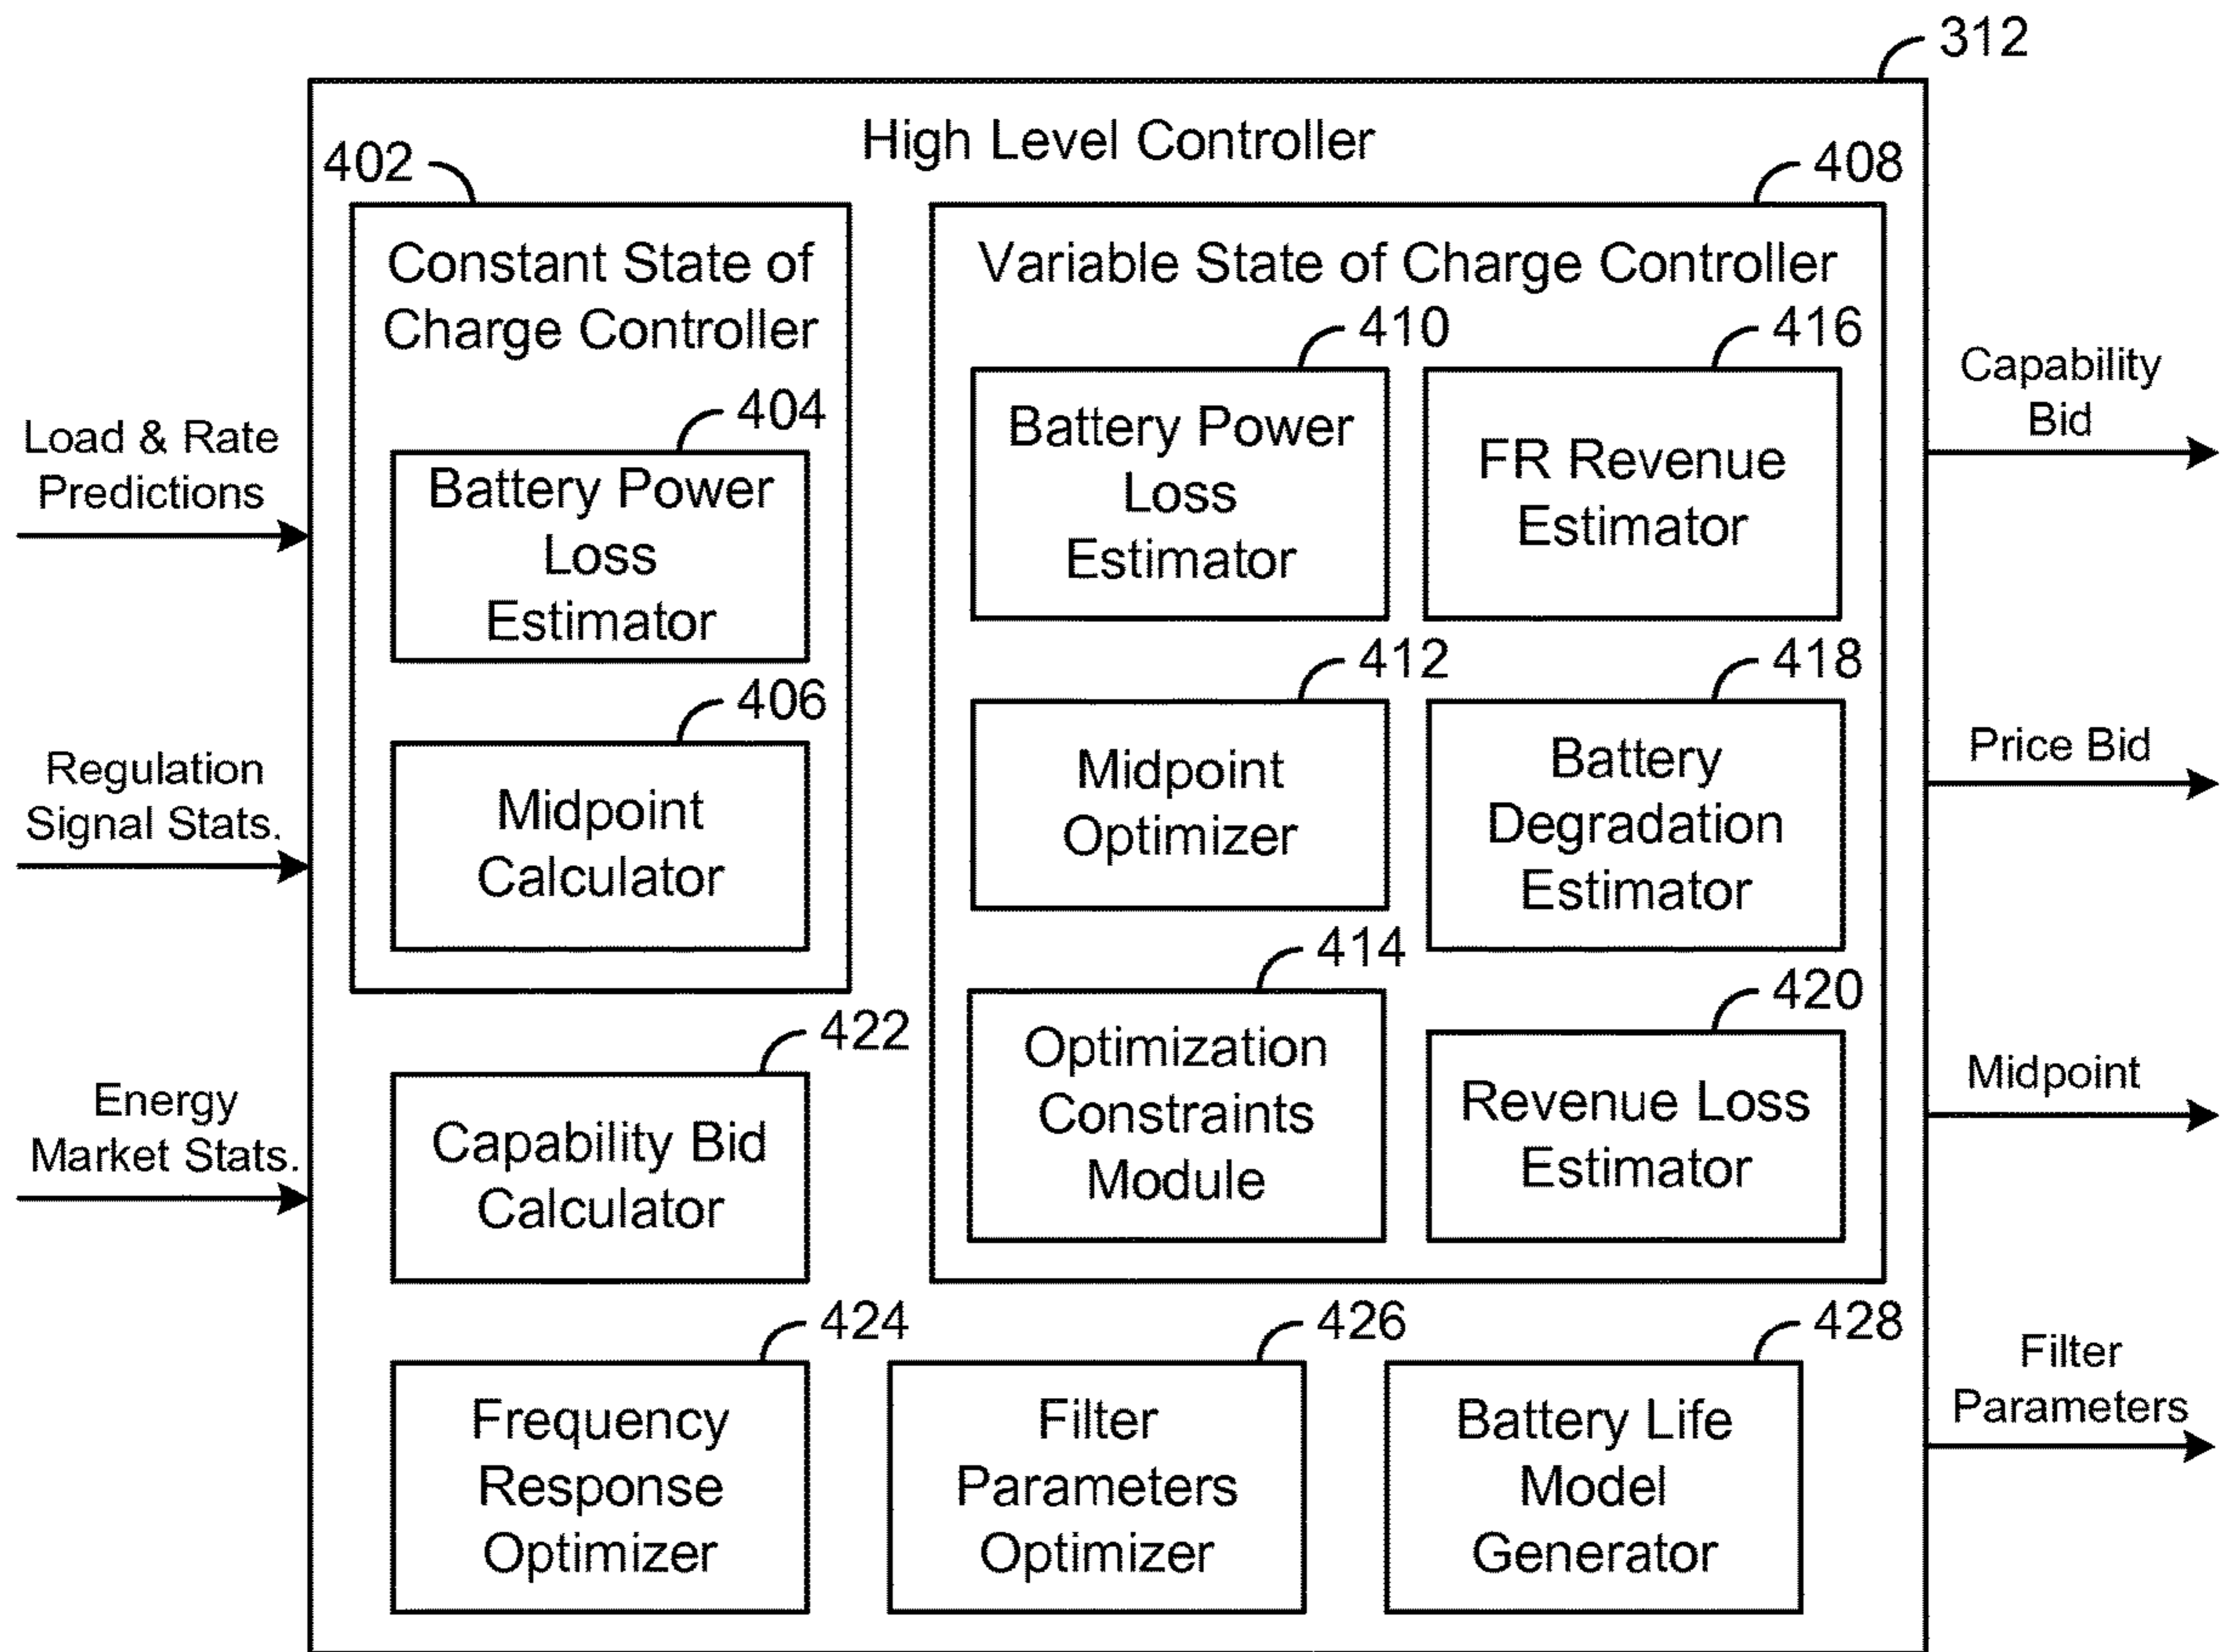 312
High Level Controller
402
Constant State of
Charge Controller
404
Battery Power
Loss
Estimator
406
Midpoint
Calculator
408
Variable State of Charge Controller
410
Battery Power
Loss
Estimator
416
FR Revenue
Estimator
412
Midpoint
Optimizer
418
Battery
Degradation
Estimator
414
Optimization
Constraints
Module
420
Revenue Loss
Estimator
422
Capability Bid
Calculator
424
Frequency
Response
Optimizer
426
Filter
Parameters
Optimizer
428
Battery Life
Model
Generator
Load & Rate
Predictions
Regulation
Signal Stats.
Energy
Market Stats.
Capability
Bid
Price Bid
Midpoint
Filter
Parameters